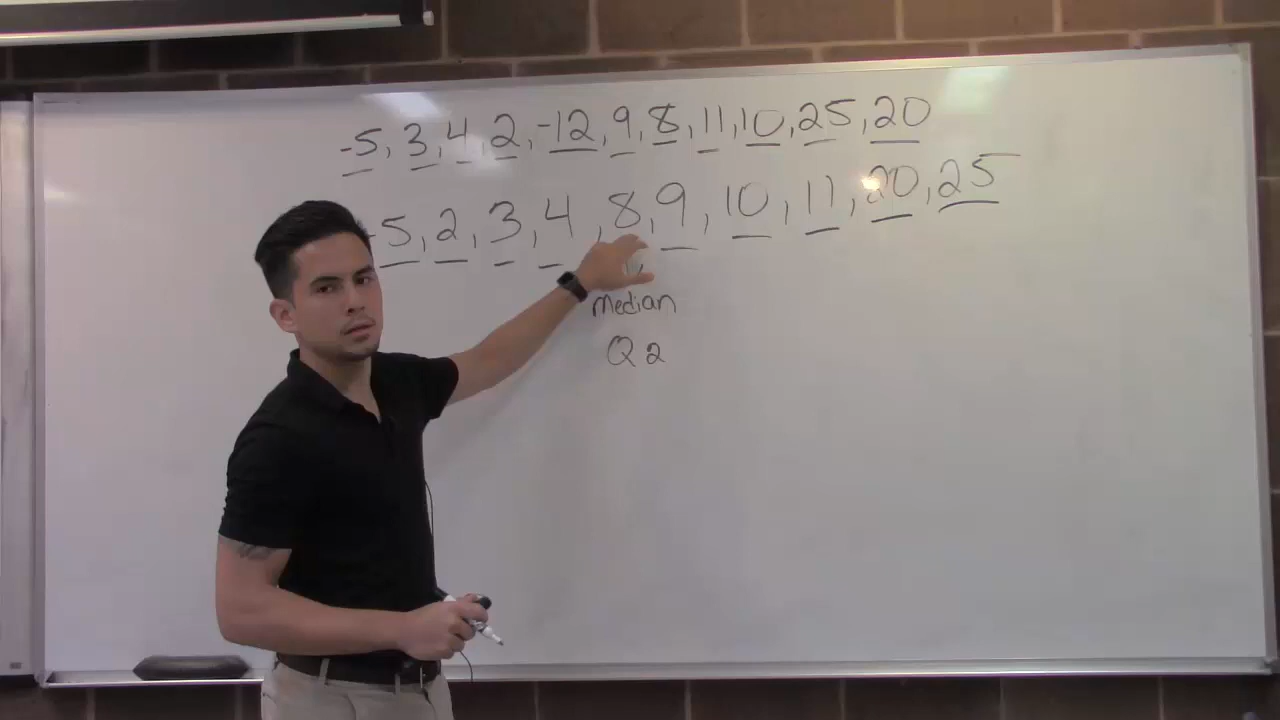 -5, 3, 4, 2, -12, 9, 8, 11, 10, 25, 20
-5, 2, 3, 4, 8, 9, 10, 11, 20, 25
Median
Q2